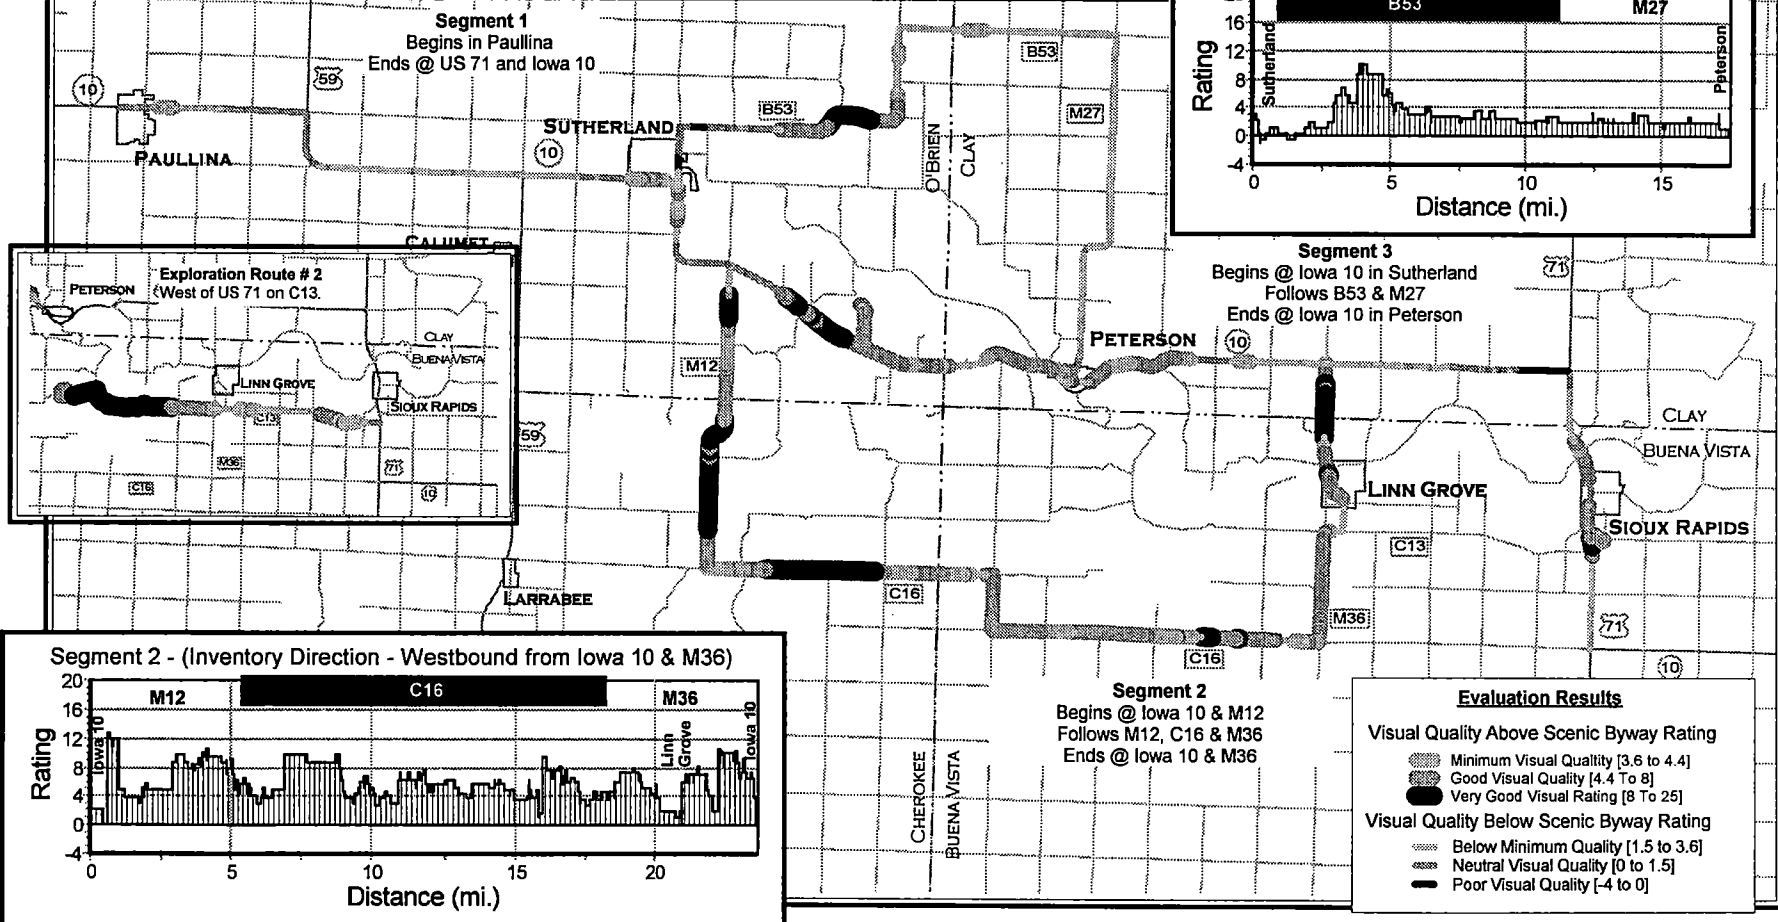 Segment 1
Begins in Paullina
Ends @ US 71 and Iowa 10
10
59
PAULLINA
SUTHERLAND
10
B53
B53
M27
O'BRIEN
CLAY
B53
M27
16
12
8
4
0
-4
Rating
Sutherland
Peterson
0
5
10
15
Distance (mi.)
CALUMET
Exploration Route # 2
West of US 71 on C13.
PETERSON
CLAY
BUENA VISTA
LINN GROVE
SIOUX RAPIDS
C13
M36
71
C16
10
Segment 3
Begins @ Iowa 10 in Sutherland
Follows B53 & M27
Ends @ Iowa 10 in Peterson
71
PETERSON
10
M12
59
CLAY
BUENA VISTA
LINN GROVE
SIOUX RAPIDS
C13
LARRABEE
C16
M36
71
C16
10
Segment 2 - (Inventory Direction - Westbound from Iowa 10 & M36)
20
16
12
8
4
0
-4
Rating
M12
C16
M36
Iowa 10
Linn
Grove
Iowa 10
0
5
10
15
20
Distance (mi.)
CHEROKEE
BUENA VISTA
Segment 2
Begins @ Iowa 10 & M12
Follows M12, C16 & M36
Ends @ Iowa 10 & M36
Evaluation Results
Visual Quality Above Scenic Byway Rating
Minimum Visual Qualtity [3.6 to 4.4]
Good Visual Quality [4.4 To 8]
Very Good Visual Rating [8 To 25]
Visual Quality Below Scenic Byway Rating
Below Minimum Quality [1.5 to 3.6]
Neutral Visual Quality [0 to 1.5]
Poor Visual Quality [-4 to 0]